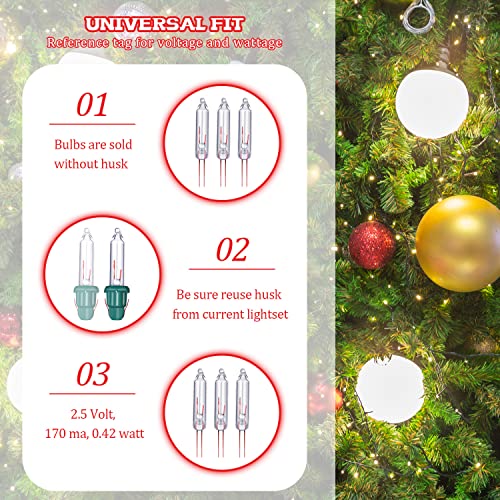 UNIVERSAL FIT
Reference tag for voltage and wattage
01
Bulbs are sold
without husk
02
Be sure reuse husk
from current lightset
03
2.5 Volt,
170 ma, 0.42 watt